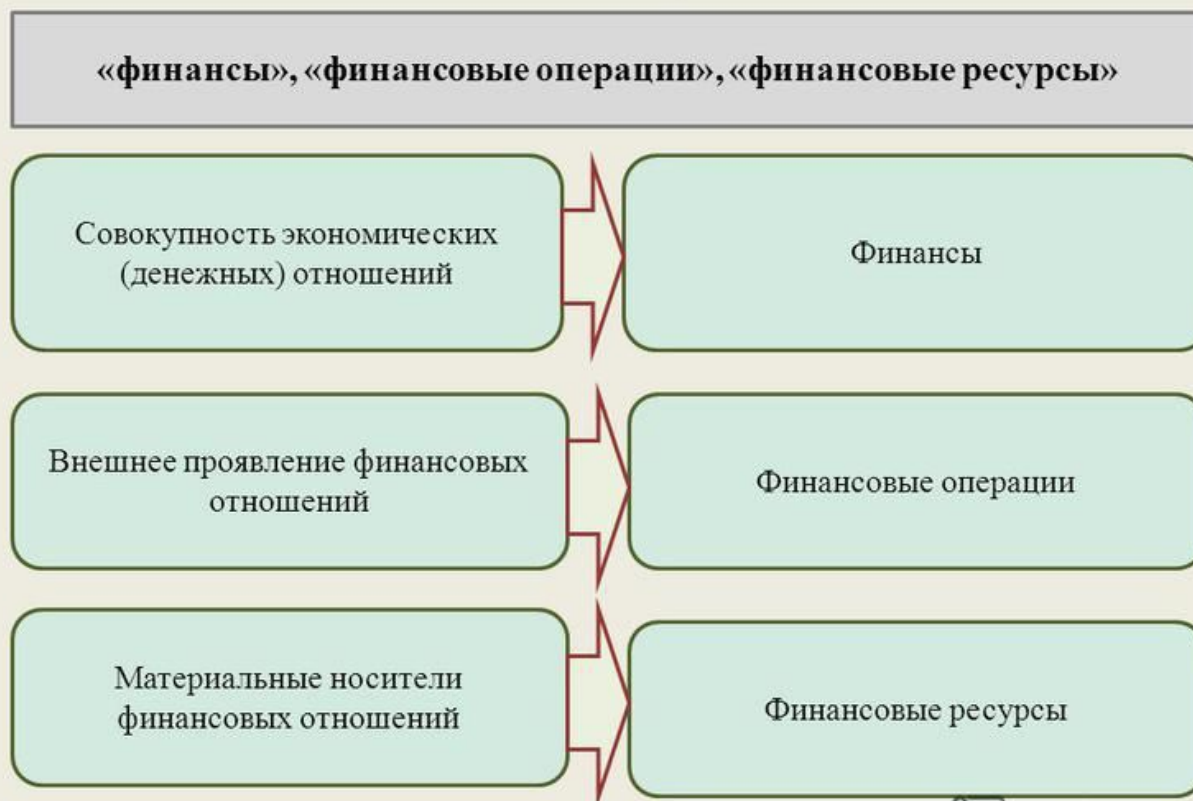 «финансы», «финансовые операции», «финансовые ресурсы»
Совокупность экономических
(денежных) отношений
Финансы
Внешнее проявление финансовых
отношений
Финансовые операции
Материальные носители
финансовых отношений
Финансовые ресурсы